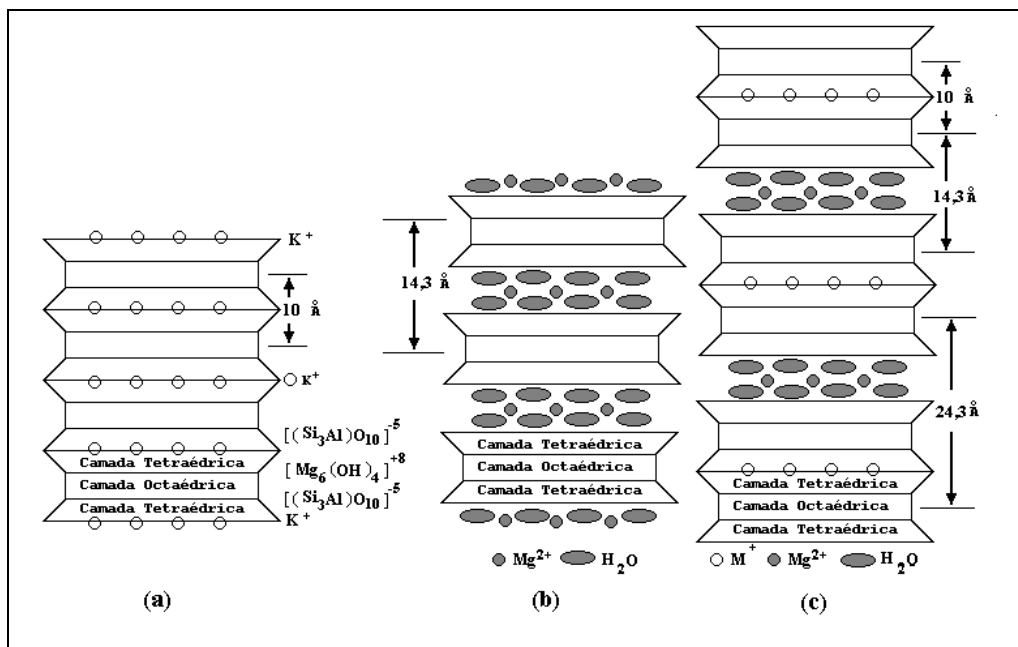 K⁺
10 Å
K⁺
[(Si₃Al)O₁₀]⁻⁵
Camada Tetraédrica
[Mg₆(OH)₄]⁺⁸
Camada Octaédrica
[(Si₃Al)O₁₀]⁻⁵
Camada Tetraédrica
K⁺
(a)
14,3 Å
Camada Tetraédrica
Camada Octaédrica
Camada Tetraédrica
Mg²⁺ H₂O
(b)
10 Å
14,3 Å
24,3 Å
Camada Tetraédrica
Camada Octaédrica
Camada Tetraédrica
M⁺ Mg²⁺ H₂O
(c)